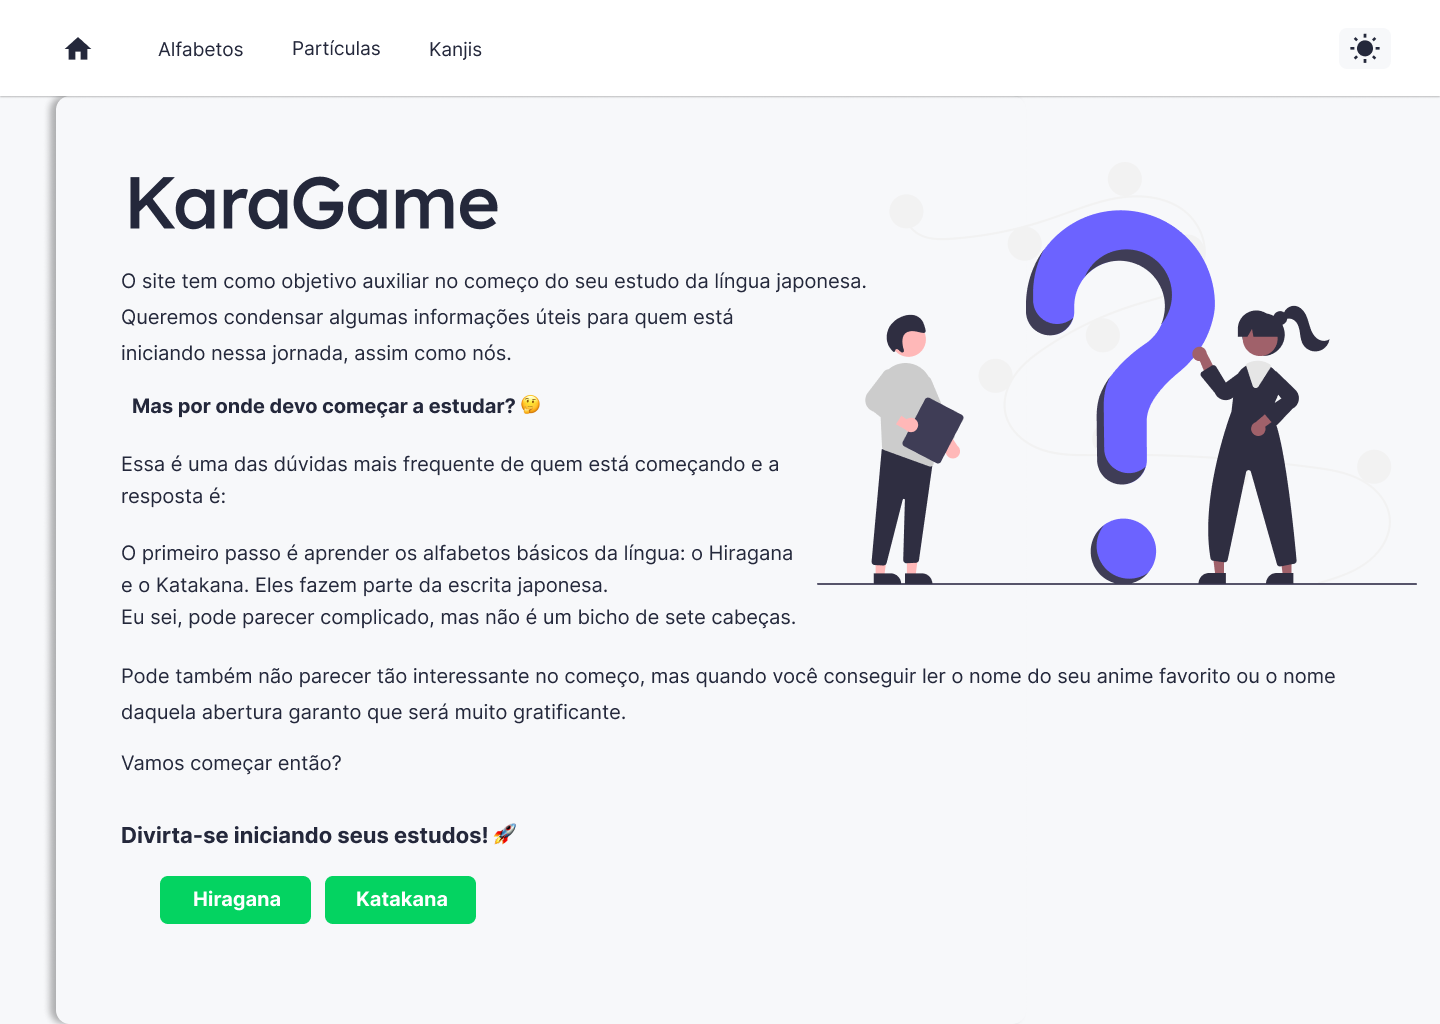 Alfabetos
Partículas
Kanjis
KaraGame
O site tem como objetivo auxiliar no começo do seu estudo da língua japonesa.
Queremos condensar algumas informações úteis para quem está
iniciando nessa jornada, assim como nós.
Mas por onde devo começar a estudar? 🤔
Essa é uma das dúvidas mais frequente de quem está começando e a
resposta é:
O primeiro passo é aprender os alfabetos básicos da língua: o Hiragana
e o Katakana. Eles fazem parte da escrita japonesa.
Eu sei, pode parecer complicado, mas não é um bicho de sete cabeças.
Pode também não parecer tão interessante no começo, mas quando você conseguir ler o nome do seu anime favorito ou o nome
daquela abertura garanto que será muito gratificante.
Vamos começar então?
Divirta-se iniciando seus estudos! 🚀
Hiragana
Katakana